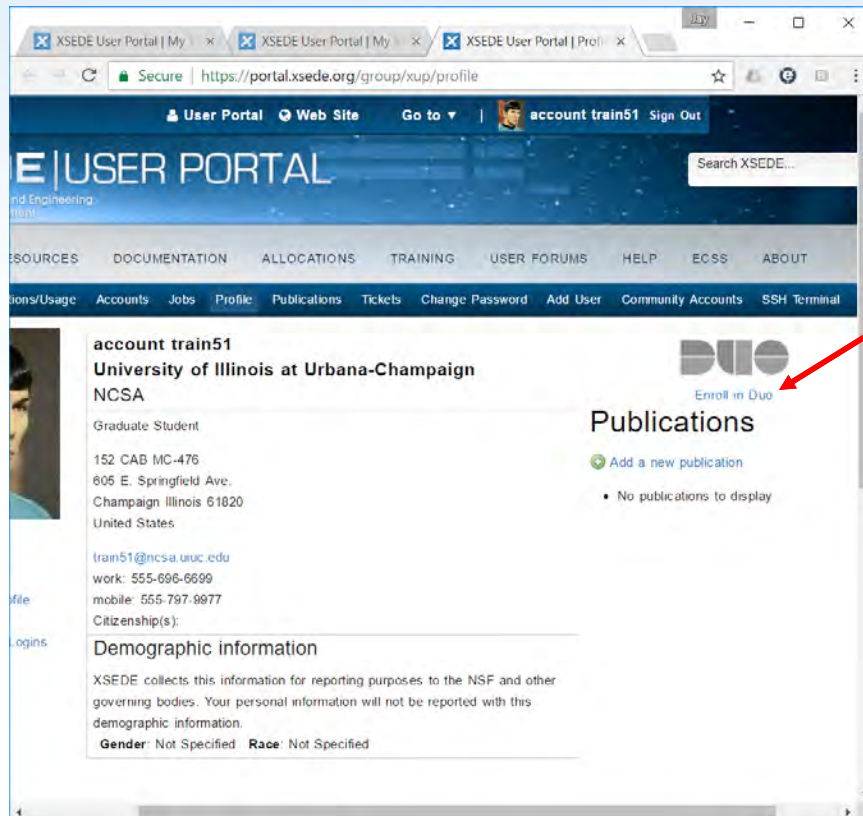 Jay
XSEDE User Portal | My
XSEDE User Portal | My
XSEDE User Portal | Prof
Secure | https://portal.xsede.org/group/xup/profile
User Portal Web Site Go to ▾ | account train51 Sign Out
E | USER PORTAL
Search XSEDE...
nd Engineering
ment
ESOURCES DOCUMENTATION ALLOCATIONS TRAINING USER FORUMS HELP ECSS ABOUT
tions/Usage Accounts Jobs Profile Publications Tickets Change Password Add User Community Accounts SSH Terminal
account train51
University of Illinois at Urbana-Champaign
NCSA
Graduate Student
152 CAB MC-476
605 E. Springfield Ave.
Champaign Illinois 61820
United States
train51@ncsa.uiuc.edu
work: 555-696-6699
mobile: 555-797-9977
Citizenship(s):
ofile
Logins
Demographic information
XSEDE collects this information for reporting purposes to the NSF and other
governing bodies. Your personal information will not be reported with this
demographic information.
Gender: Not Specified Race: Not Specified
DUO
Enroll in Duo
Publications
Add a new publication
• No publications to display